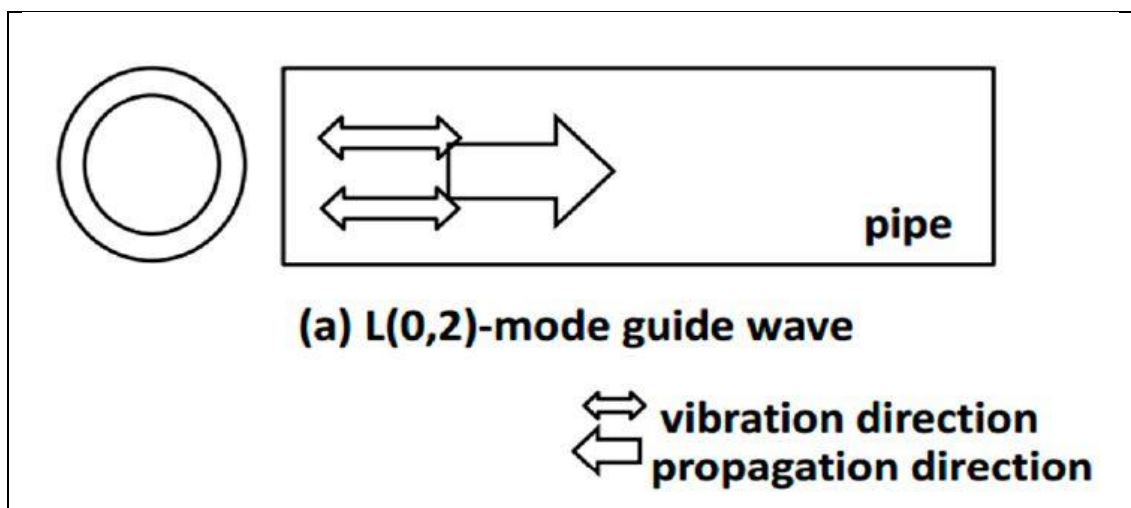 pipe
(a) L(0,2)-mode guide wave
vibration direction
propagation direction